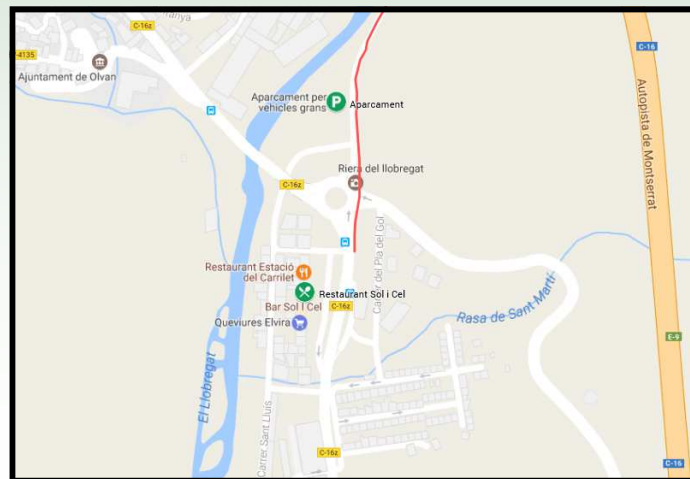 ranya
C-16z
C-16
-4135
Ajuntament de Olvan
Aparcament per
vehicles grans
P
Aparcament
Autopista de Montserrat
Riera del llobregat
C-16z
C-16z
Carrer del Pla del Gol
Restaurant Estació
del Carrilet
Restaurant Sol i Cel
Bar Sol I Cel
C-16z
Queviures Elvira
Rasa de Sant Martí
El Llobregat
E-9
Carrer Sant Lluís
C-16z
C-16